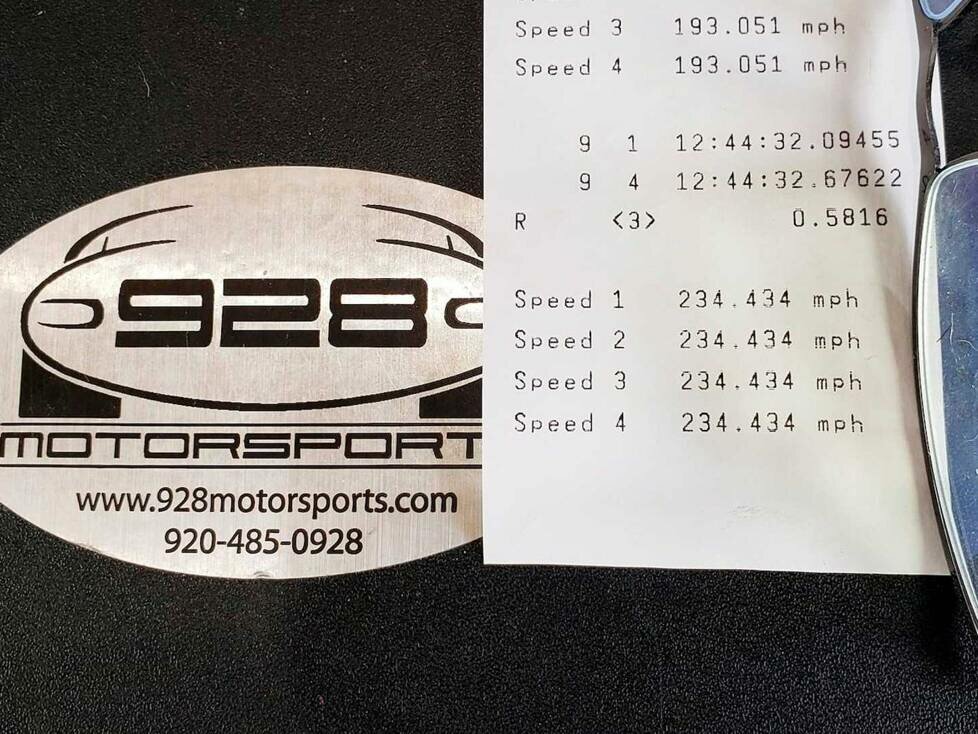 928
MOTORSPORT
www.928motorsports.com
920-485-0928
Speed 3 193.051 mph
Speed 4 193.051 mph
9 1 12:44:32.09455
9 4 12:44:32.67622
R <3> 0.5816
Speed 1 234.434 mph
Speed 2 234.434 mph
Speed 3 234.434 mph
Speed 4 234.434 mph